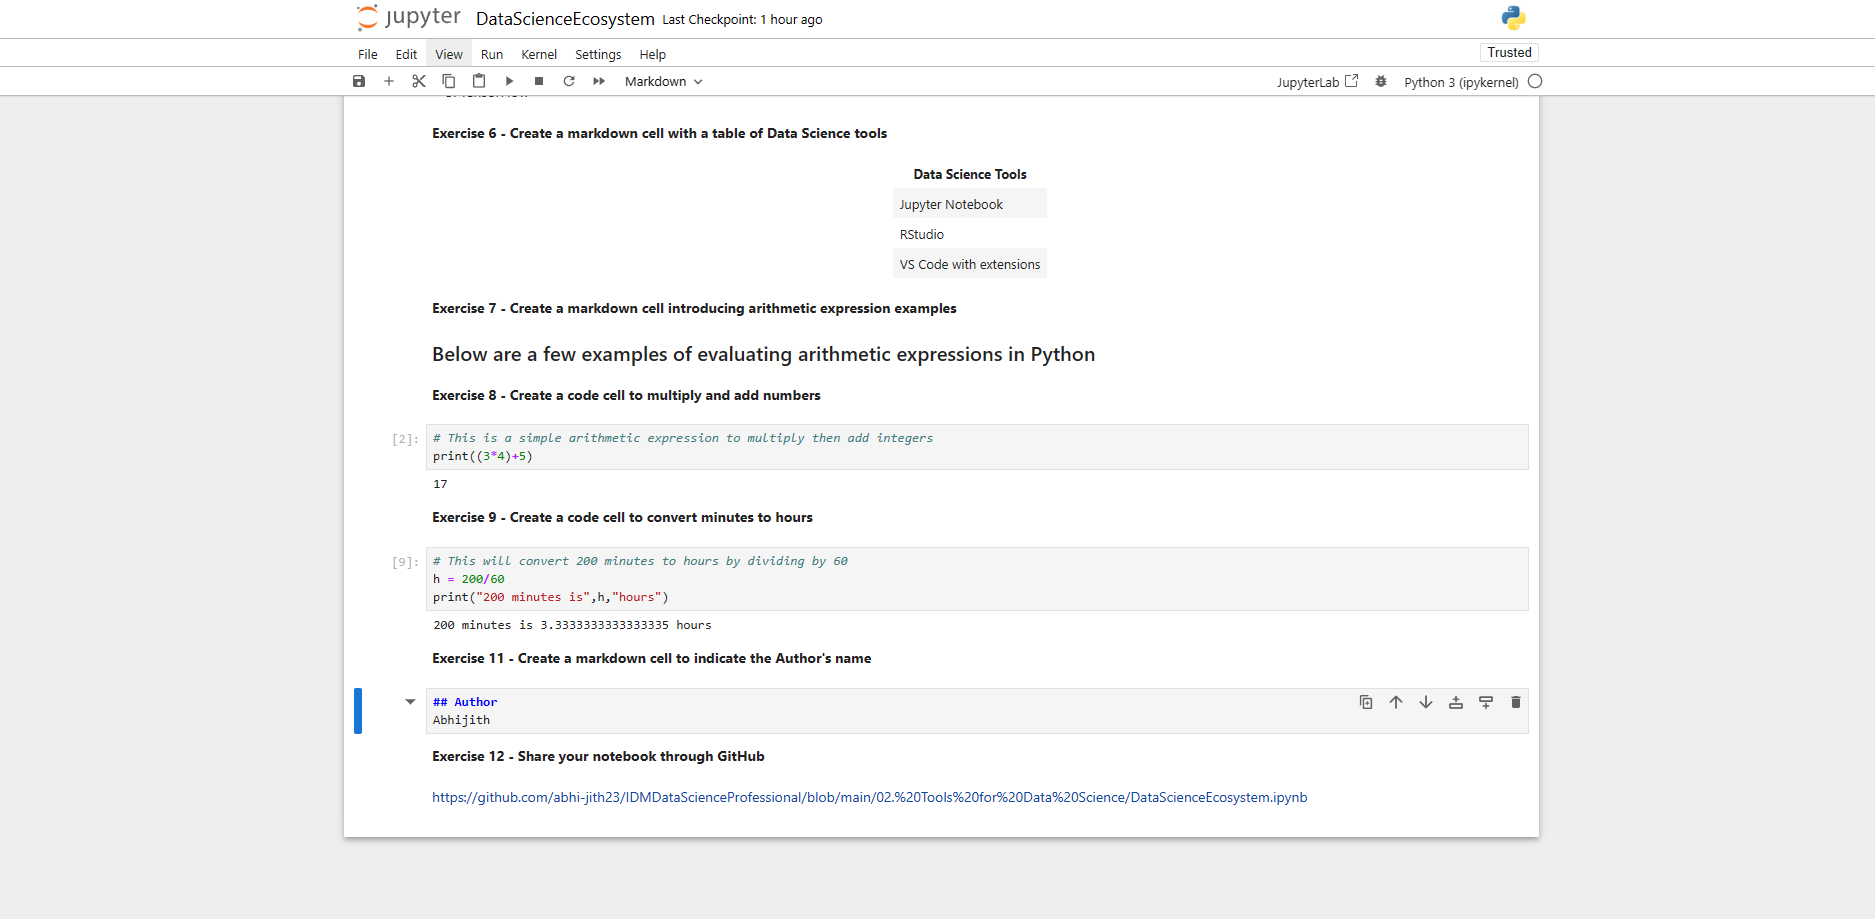 jupyter DataScienceEcosystem Last Checkpoint: 1 hour ago
File Edit View Run Kernel Settings Help Trusted
Markdown JupyterLab Python 3 (ipykernel)
Exercise 6 - Create a markdown cell with a table of Data Science tools
Data Science Tools
Jupyter Notebook
RStudio
VS Code with extensions
Exercise 7 - Create a markdown cell introducing arithmetic expression examples
Below are a few examples of evaluating arithmetic expressions in Python
Exercise 8 - Create a code cell to multiply and add numbers
[2]: # This is a simple arithmetic expression to multiply then add integers
print((3*4)+5)
17
Exercise 9 - Create a code cell to convert minutes to hours
[9]: # This will convert 200 minutes to hours by dividing by 60
h = 200/60
print("200 minutes is",h,"hours")
200 minutes is 3.3333333333333335 hours
Exercise 11 - Create a markdown cell to indicate the Author's name
## Author
Abhijith
Exercise 12 - Share your notebook through GitHub
https://github.com/abhi-jith23/IDMDataScienceProfessional/blob/main/02.%20Tools%20for%20Data%20Science/DataScienceEcosystem.ipynb